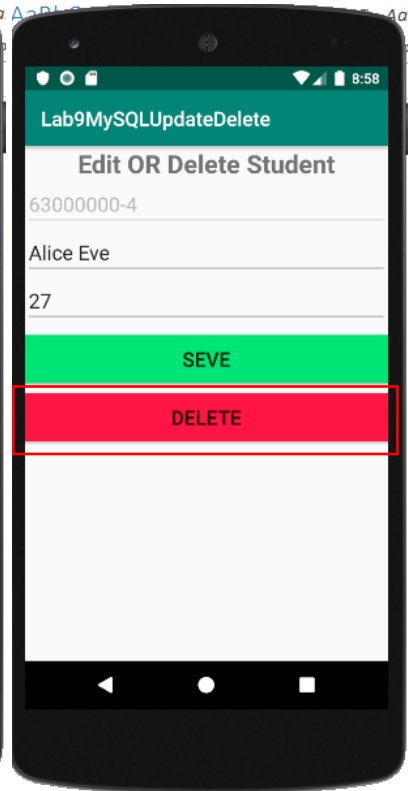 8:58
Lab9MySQLUpdateDelete
Edit OR Delete Student
63000000-4
Alice Eve
27
SEVE
DELETE